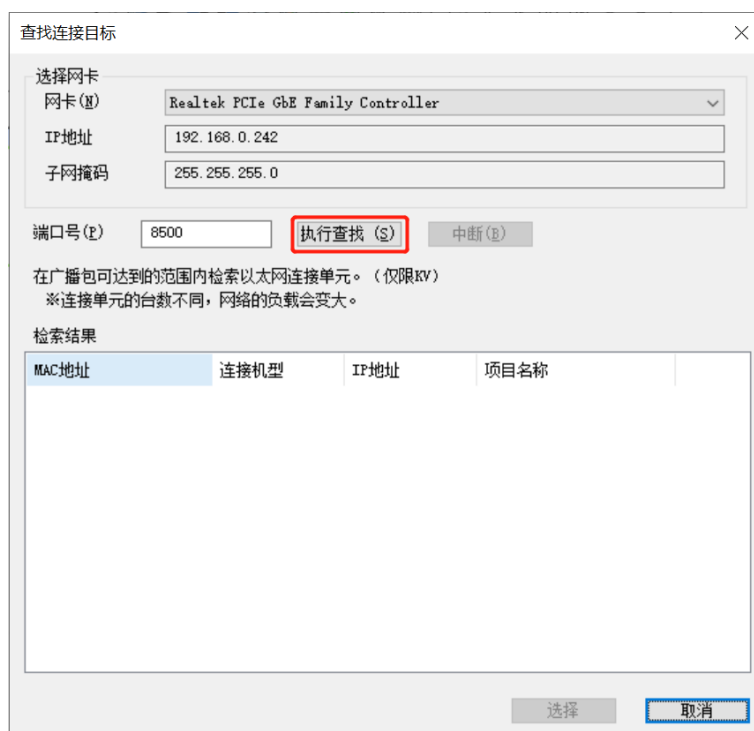 查找连接目标
选择网卡
网卡(N) Realtek PCIe GbE Family Controller
IP地址 192.168.0.242
子网掩码 255.255.255.0
端口号(P) 8500 执行查找 (S) 中断(B)
在广播包可达到的范围内检索以太网连接单元。(仅限KV)
※连接单元的台数不同，网络的负载会变大。
检索结果
MAC地址 连接机型 IP地址 项目名称
选择 取消